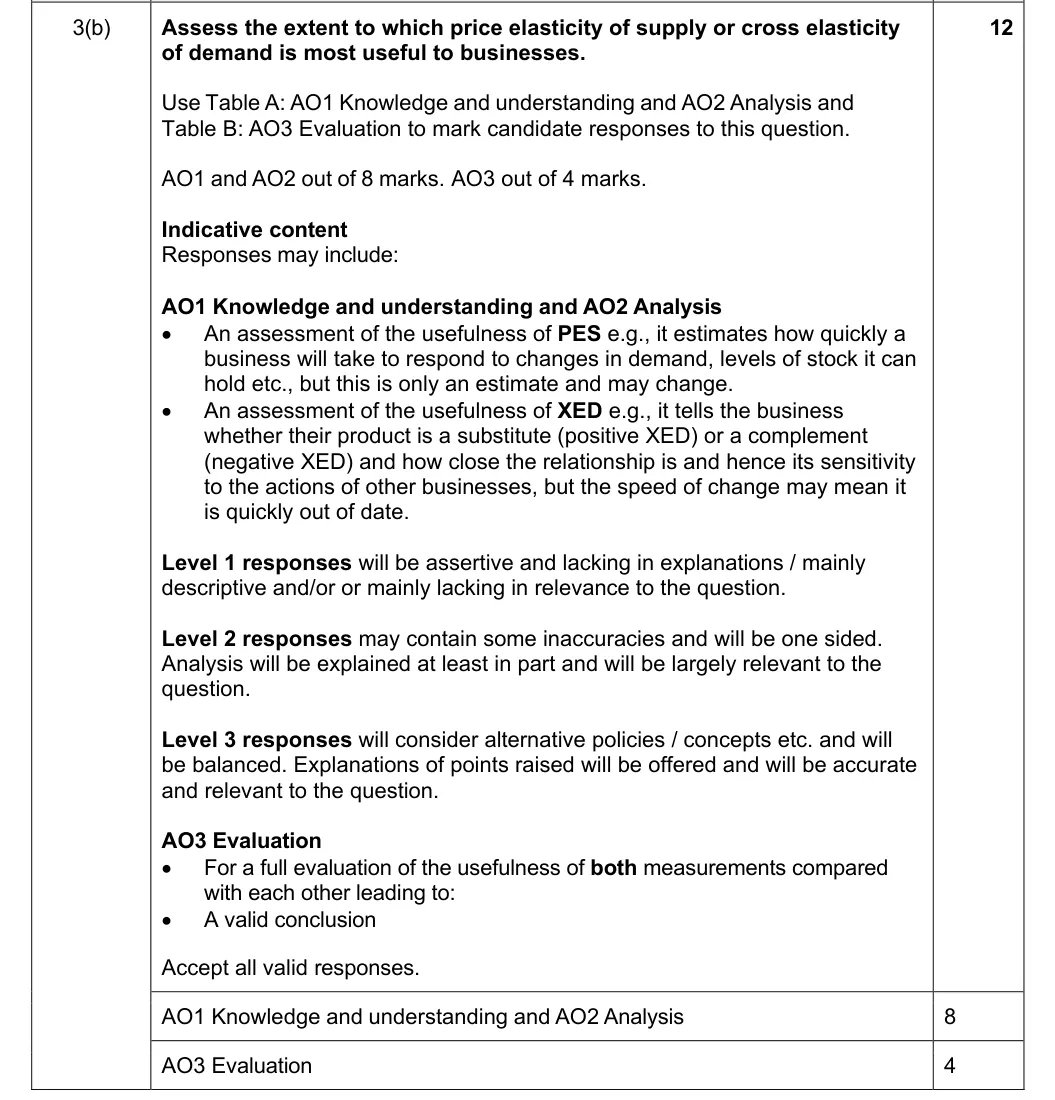 3(b)
Assess the extent to which price elasticity of supply or cross elasticity
of demand is most useful to businesses.
12
Use Table A: AO1 Knowledge and understanding and AO2 Analysis and
Table B: AO3 Evaluation to mark candidate responses to this question.
AO1 and AO2 out of 8 marks. AO3 out of 4 marks.
Indicative content
Responses may include:
AO1 Knowledge and understanding and AO2 Analysis
• An assessment of the usefulness of PES e.g., it estimates how quickly a
business will take to respond to changes in demand, levels of stock it can
hold etc., but this is only an estimate and may change.
• An assessment of the usefulness of XED e.g., it tells the business
whether their product is a substitute (positive XED) or a complement
(negative XED) and how close the relationship is and hence its sensitivity
to the actions of other businesses, but the speed of change may mean it
is quickly out of date.
Level 1 responses will be assertive and lacking in explanations / mainly
descriptive and/or or mainly lacking in relevance to the question.
Level 2 responses may contain some inaccuracies and will be one sided.
Analysis will be explained at least in part and will be largely relevant to the
question.
Level 3 responses will consider alternative policies / concepts etc. and will
be balanced. Explanations of points raised will be offered and will be accurate
and relevant to the question.
AO3 Evaluation
• For a full evaluation of the usefulness of both measurements compared
with each other leading to:
• A valid conclusion
Accept all valid responses.
AO1 Knowledge and understanding and AO2 Analysis
8
AO3 Evaluation
4